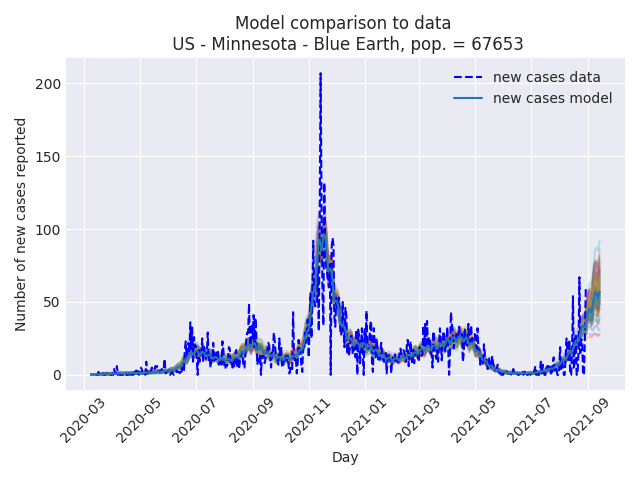 Model comparison to data
US - Minnesota - Blue Earth, pop. = 67653
new cases data
new cases model
Number of new cases reported
200
150
100
50
0
2020-03
2020-05
2020-07
2020-09
2020-11
2021-01
2021-03
2021-05
2021-07
2021-09
Day